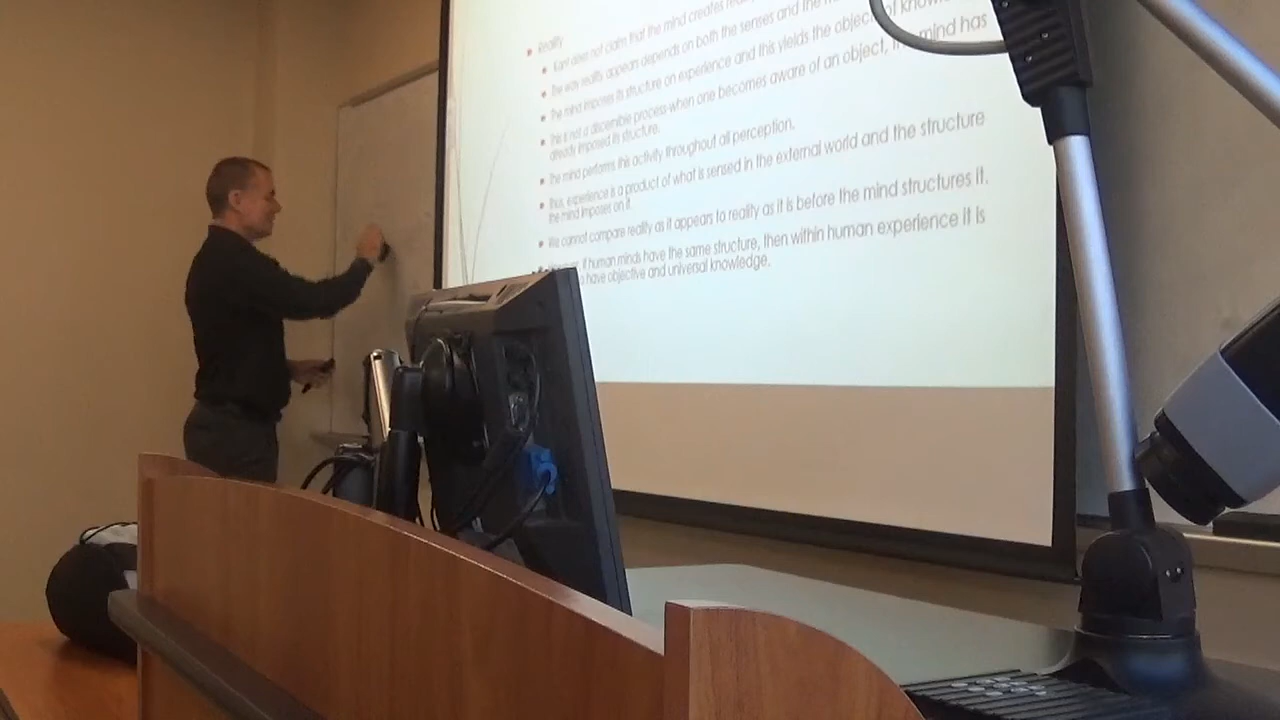 Reality
Kant does not claim that the mind creates
The way reality appears depends on both the senses and the
The mind imposes its structure on experience and this yields the object of
This is not a discernible process-when one becomes aware of an object, mind has
already imposed its structure.
The mind performs this activity throughout all perception.
Thus, experience is a product of what is sensed in the external world and the structure
the mind imposes on it.
We cannot compare reality as it appears to reality as it is before the mind structures it.
if human minds have the same structure, then within human experience it is
have objective and universal knowledge.